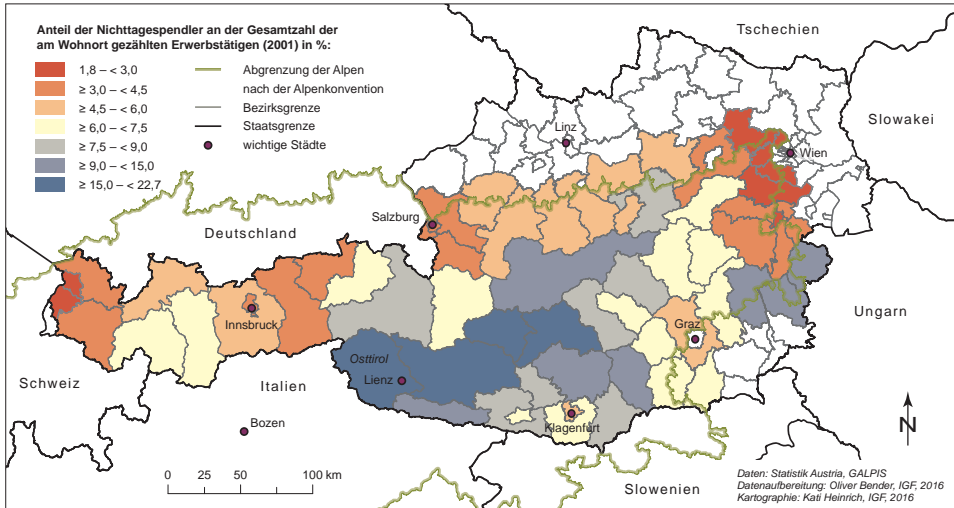 Anteil der Nichttagespendler an der Gesamtzahl der
am Wohnort gezählten Erwerbstätigen (2001) in %:
1,8 – < 3,0
≥ 3,0 – < 4,5
≥ 4,5 – < 6,0
≥ 6,0 – < 7,5
≥ 7,5 – < 9,0
≥ 9,0 – < 15,0
≥ 15,0 – < 22,7
Abgrenzung der Alpen
nach der Alpenkonvention
Bezirksgrenze
Staatsgrenze
wichtige Städte
Tschechien
Slowakei
Linz
Wien
Salzburg
Deutschland
Innsbruck
Graz
Ungarn
Osttirol
Schweiz
Italien
Lienz
Klagenfurt
Bozen
N
0 25 50 100 km
Slowenien
Daten: Statistik Austria, GALPIS
Datenaufbereitung: Oliver Bender, IGF, 2016
Kartographie: Kati Heinrich, IGF, 2016